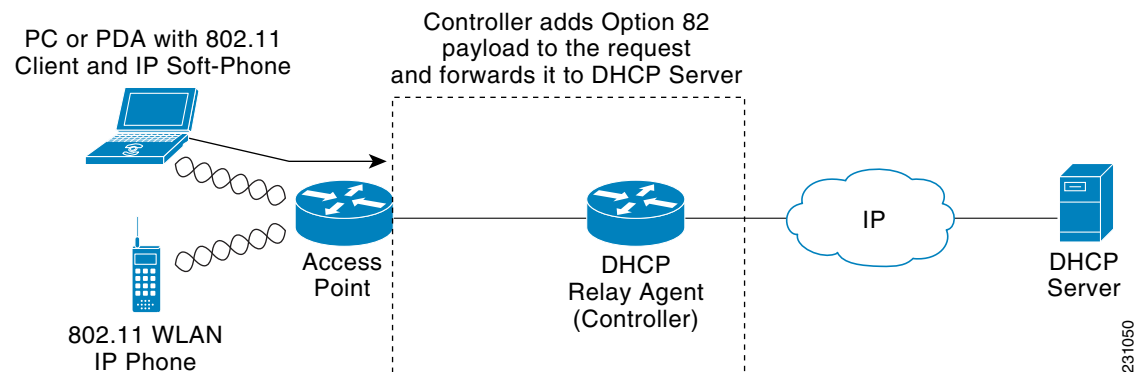 Controller adds Option 82
payload to the request
and forwards it to DHCP Server
PC or PDA with 802.11
Client and IP Soft-Phone
Access
Point
802.11 WLAN
IP Phone
DHCP
Relay Agent
(Controller)
IP
DHCP
Server
231050